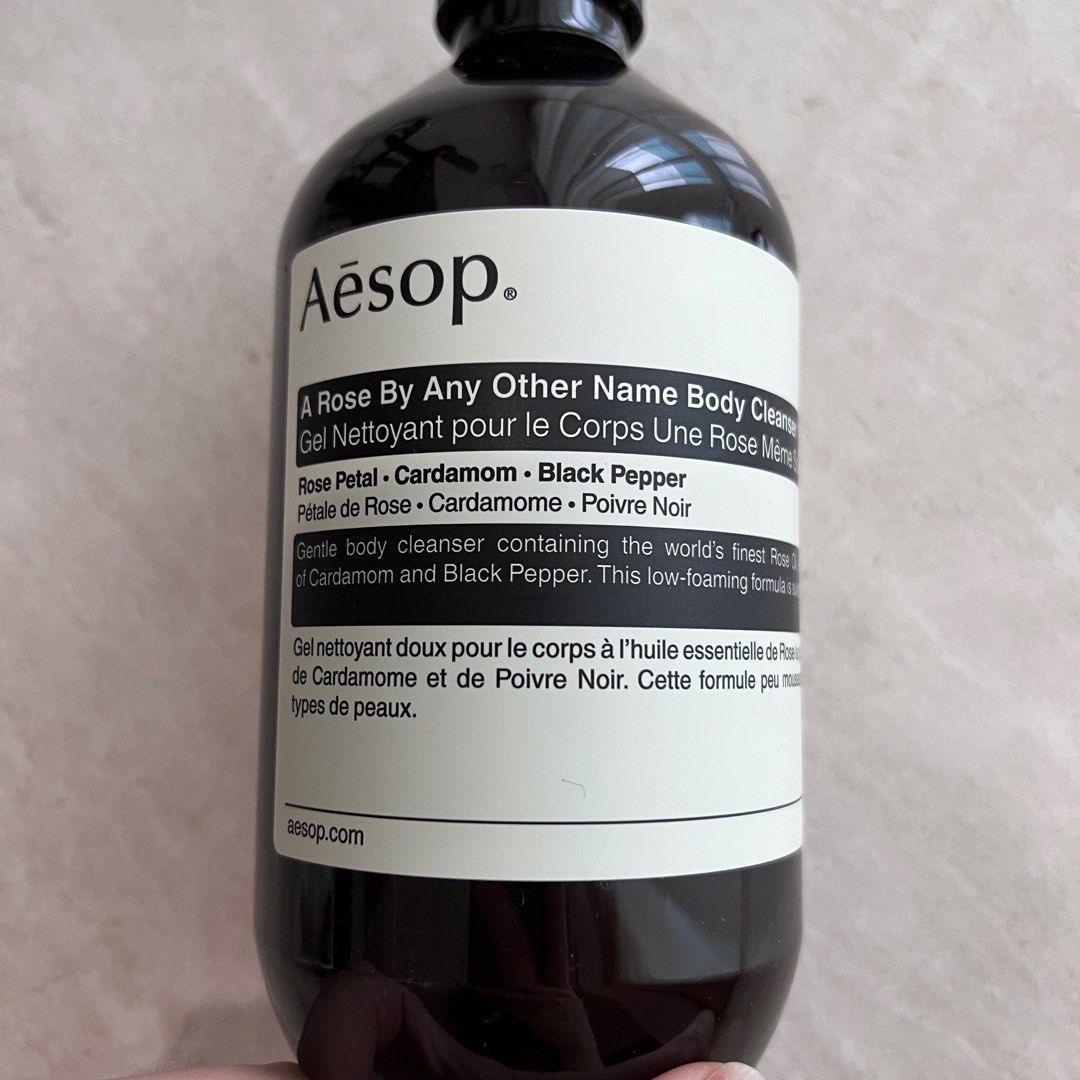 Aēsop.®
A Rose By Any Other Name Body Cleanser
Gel Nettoyant pour le Corps Une Rose Même
Rose Petal • Cardamom • Black Pepper
Pétale de Rose • Cardamome • Poivre Noir
Gentle body cleanser containing the world's finest Rose
of Cardamom and Black Pepper. This low-foaming formula is
Gel nettoyant doux pour le corps à l'huile essentielle de Rose
de Cardamome et de Poivre Noir. Cette formule peu
types de peaux.
aesop.com